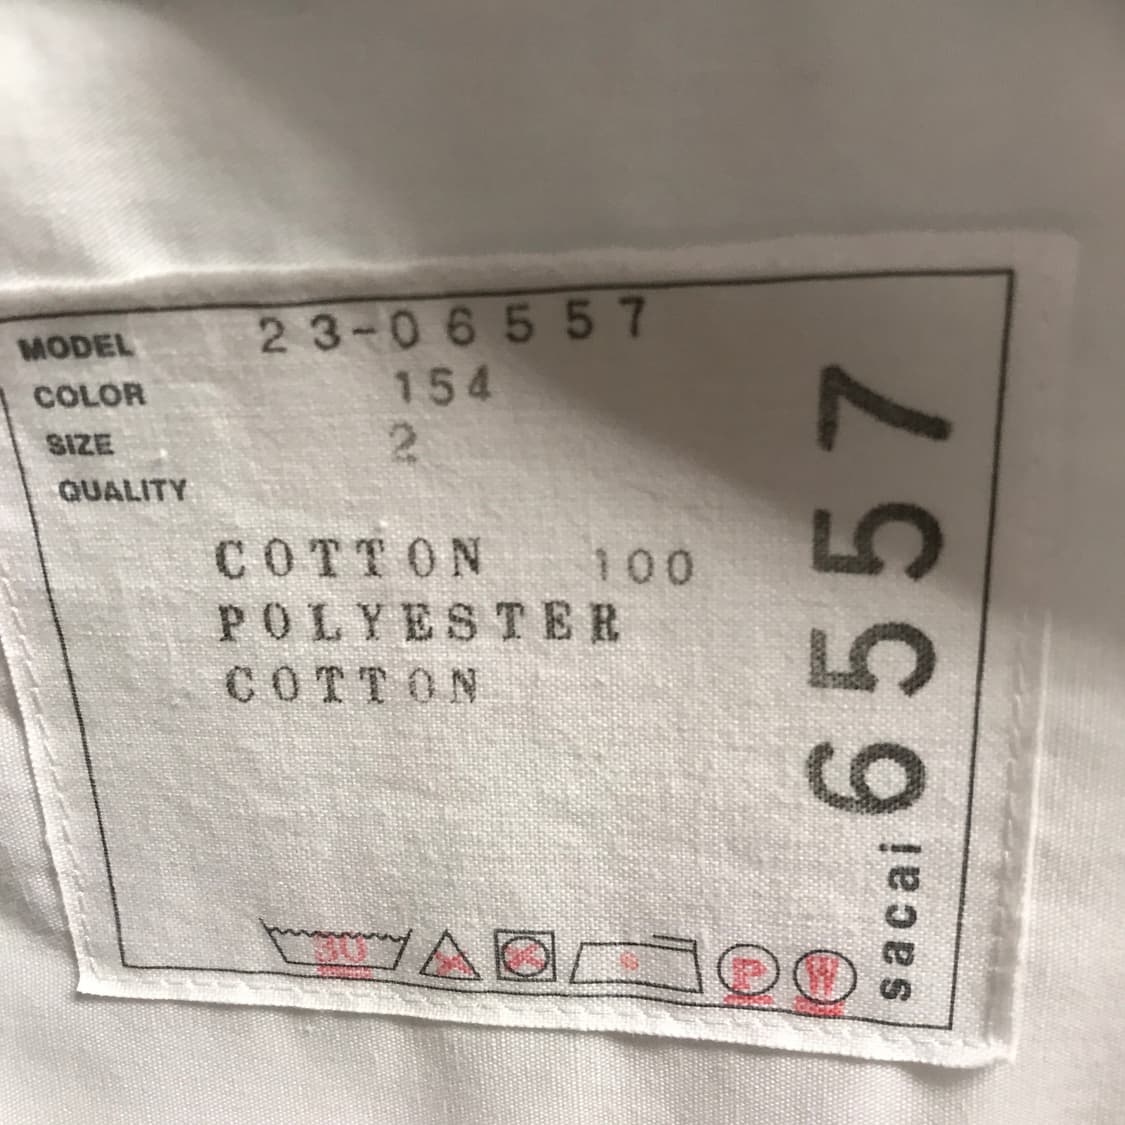 MODEL 23-06557
COLOR 154
SIZE 2
QUALITY
COTTON 100
POLYESTER
COTTON
30
P
W
sacai 6557